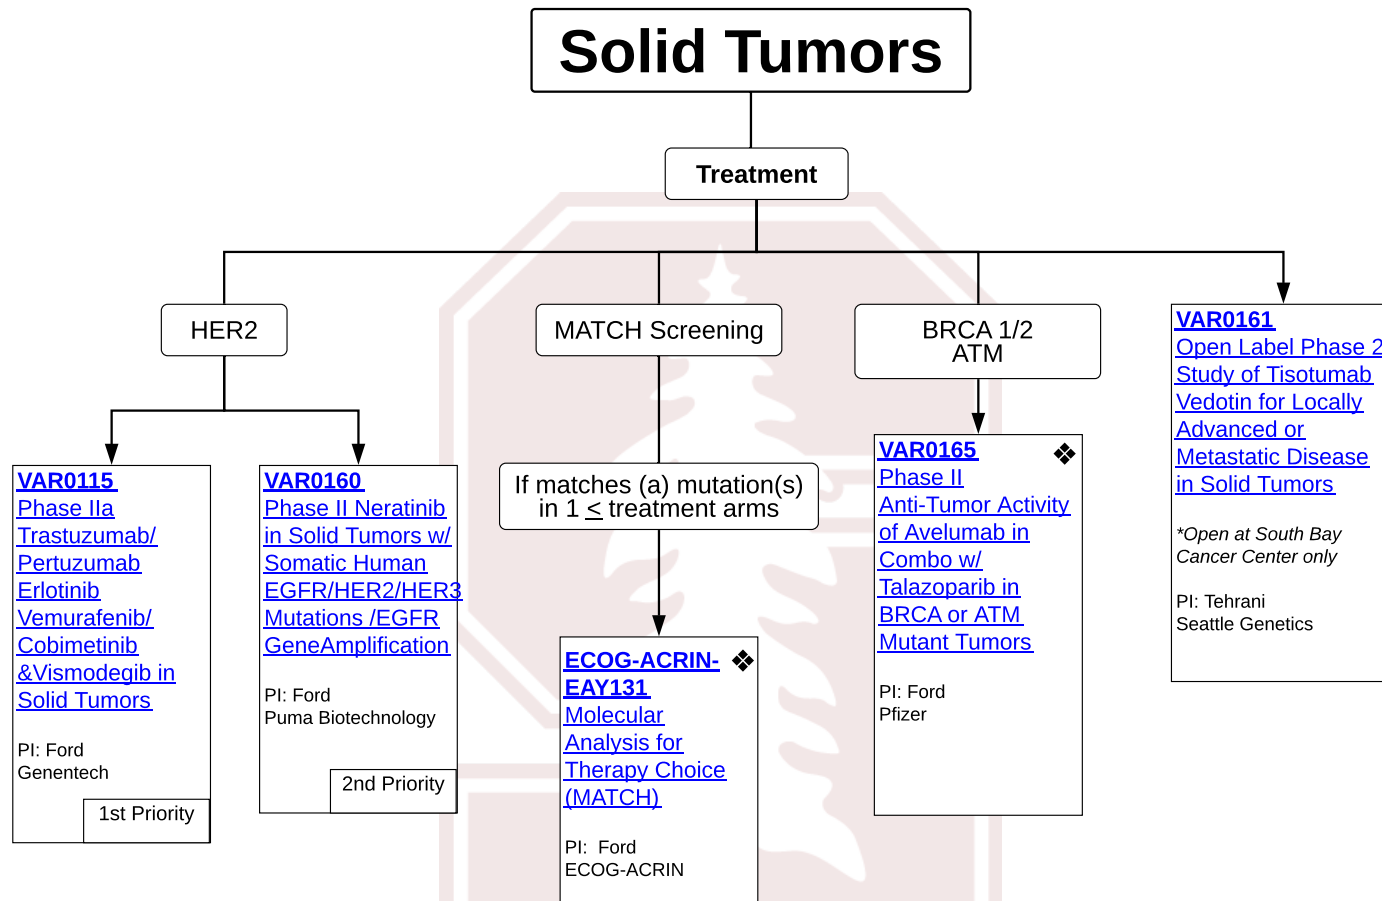 Solid Tumors
Treatment
HER2
MATCH Screening
BRCA 1/2
ATM
VAR0115
Phase IIa
Trastuzumab/
Pertuzumab
Erlotinib
Vemurafenib/
Cobimetinib
&Vismodegib in
Solid Tumors
PI: Ford
Genentech
1st Priority
VAR0160
Phase II Neratinib
in Solid Tumors w/
Somatic Human
EGFR/HER2/HER3
Mutations /EGFR
GeneAmplification
PI: Ford
Puma Biotechnology
2nd Priority
If matches (a) mutation(s)
in 1 < treatment arms
ECOG-ACRIN-
EAY131
Molecular
Analysis for
Therapy Choice
(MATCH)
PI: Ford
ECOG-ACRIN
VAR0165
Phase II
Anti-Tumor Activity
of Avelumab in
Combo w/
Talazoparib in
BRCA or ATM
Mutant Tumors
PI: Ford
Pfizer
VAR0161
Open Label Phase 2
Study of Tisotumab
Vedotin for Locally
Advanced or
Metastatic Disease
in Solid Tumors
*Open at South Bay
Cancer Center only
PI: Tehrani
Seattle Genetics